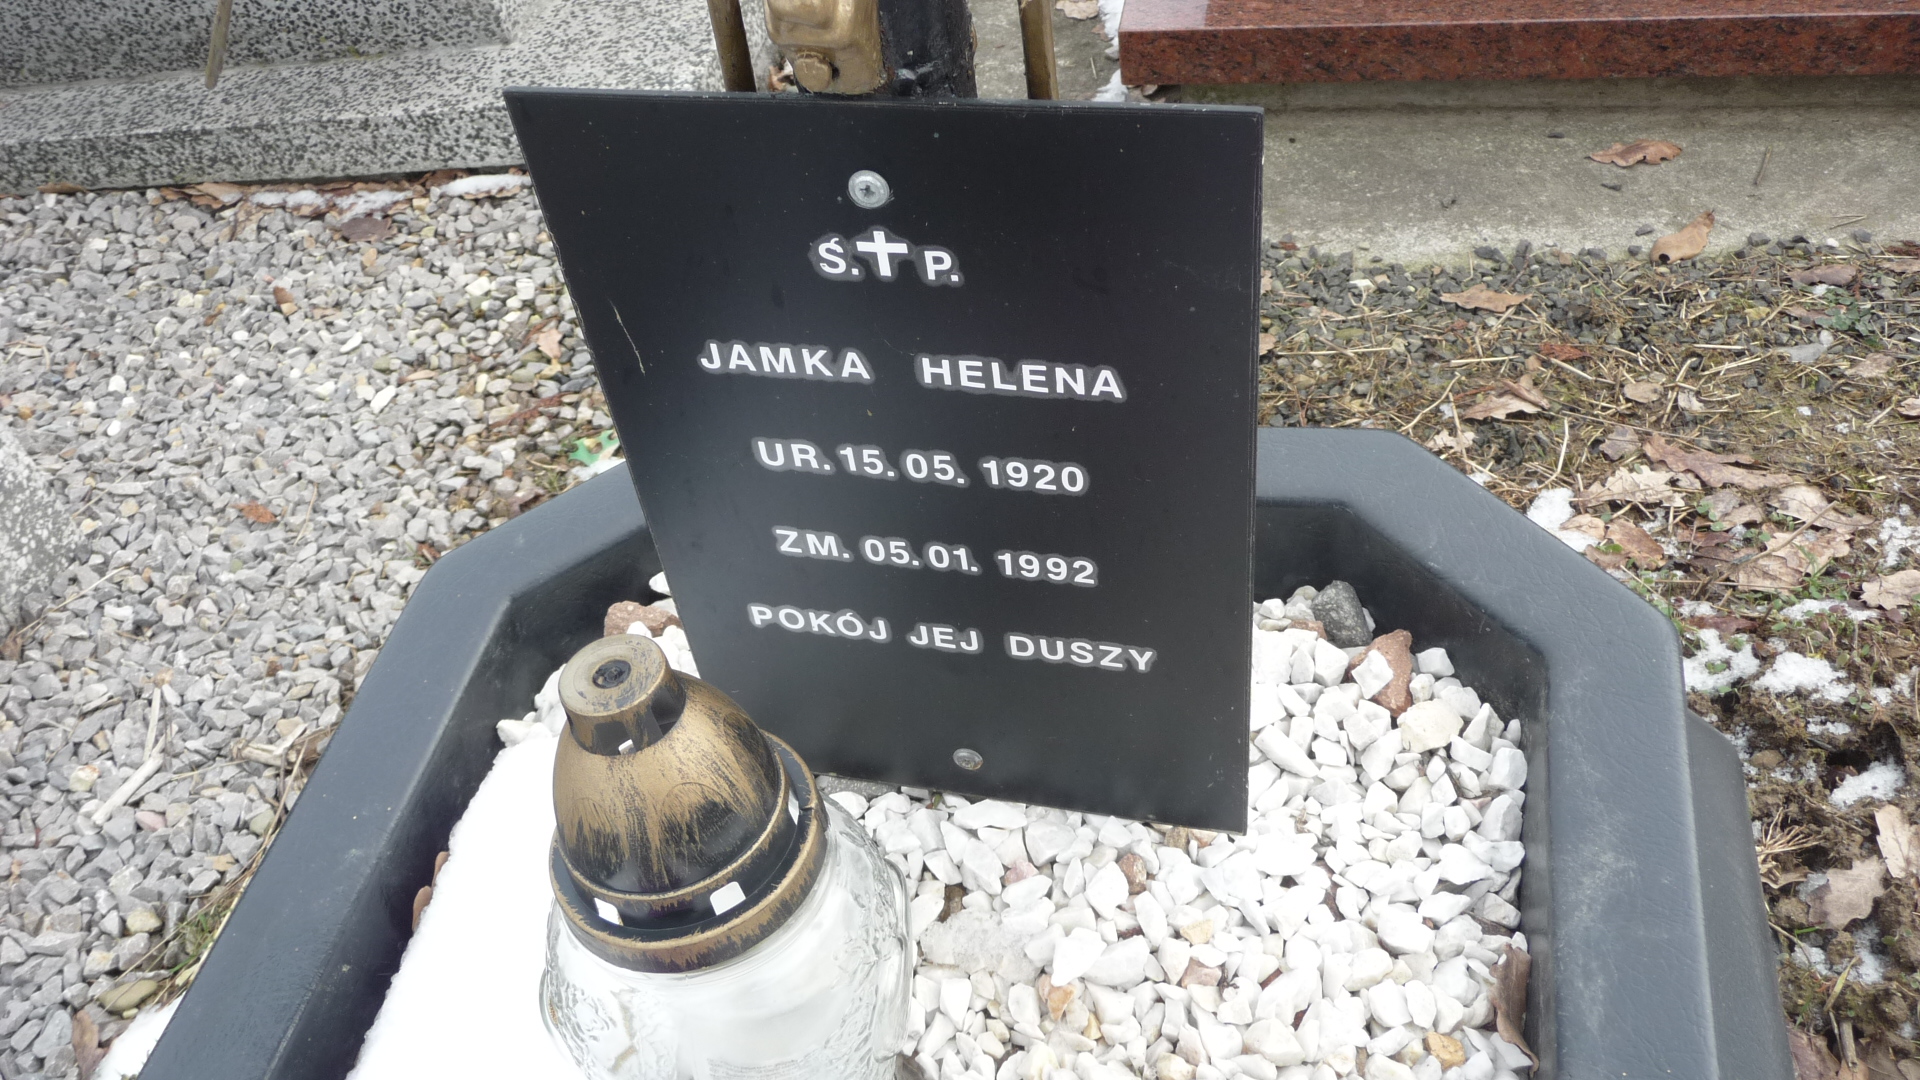 Ś.✝P.
JAMKA HELENA
UR. 15. 05. 1920
ZM. 05. 01. 1992
POKÓJ JEJ DUSZY